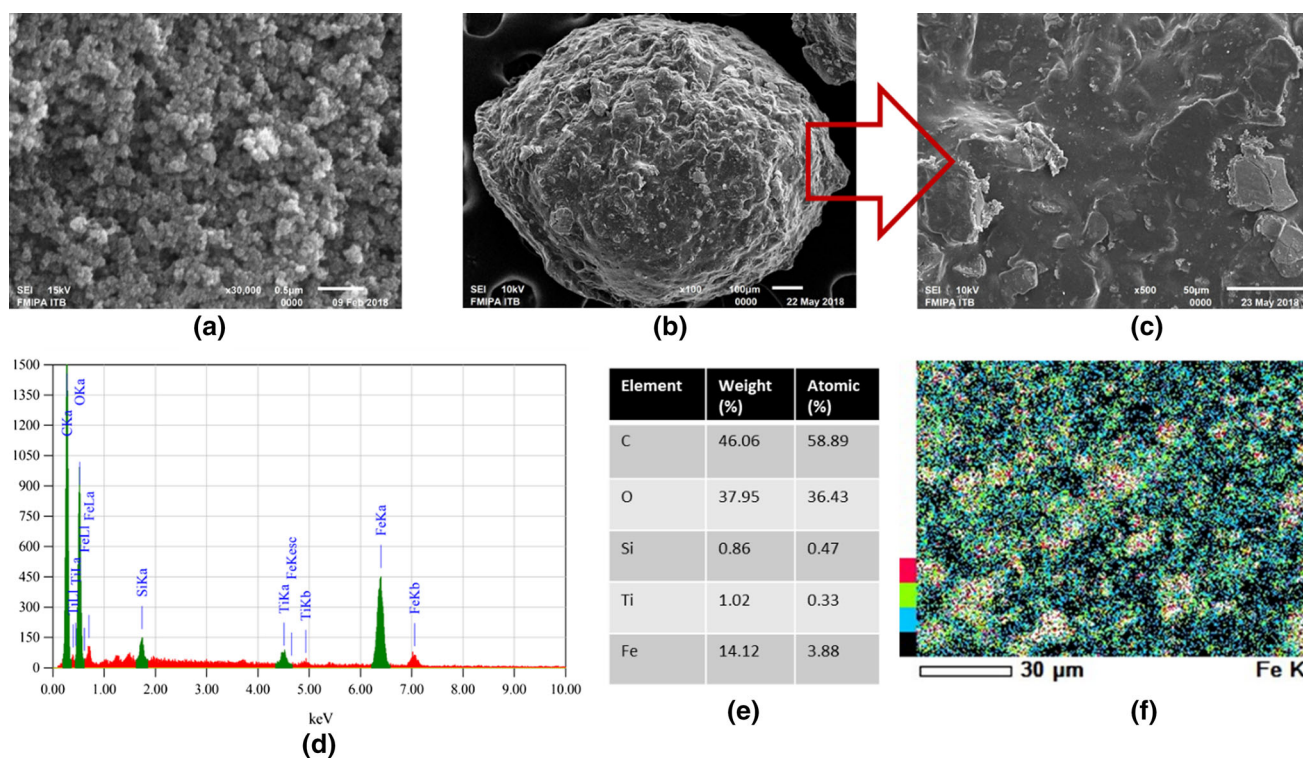 SEI 15kV x30,000 0.5μm
FMIPA ITB 0000 09 Feb 2018
(a)
SEI 10kV x100 100μm
FMIPA ITB 0000 22 May 2018
(b)
SEI 10kV x500 50μm
FMIPA ITB 0000 23 May 2018
(c)
1500
1350
1200
1050
900
750
600
450
300
150
0
CKa
OKa
TiLl
TiLa
FeLl
FeLa
SiKa
TiKa
FeKesc
TiKb
FeKa
FeKb
0.00 1.00 2.00 3.00 4.00 5.00 6.00 7.00 8.00 9.00 10.00
keV
(d)
Element Weight (%) Atomic (%)
C 46.06 58.89
O 37.95 36.43
Si 0.86 0.47
Ti 1.02 0.33
Fe 14.12 3.88
(e)
30 μm Fe K
(f)